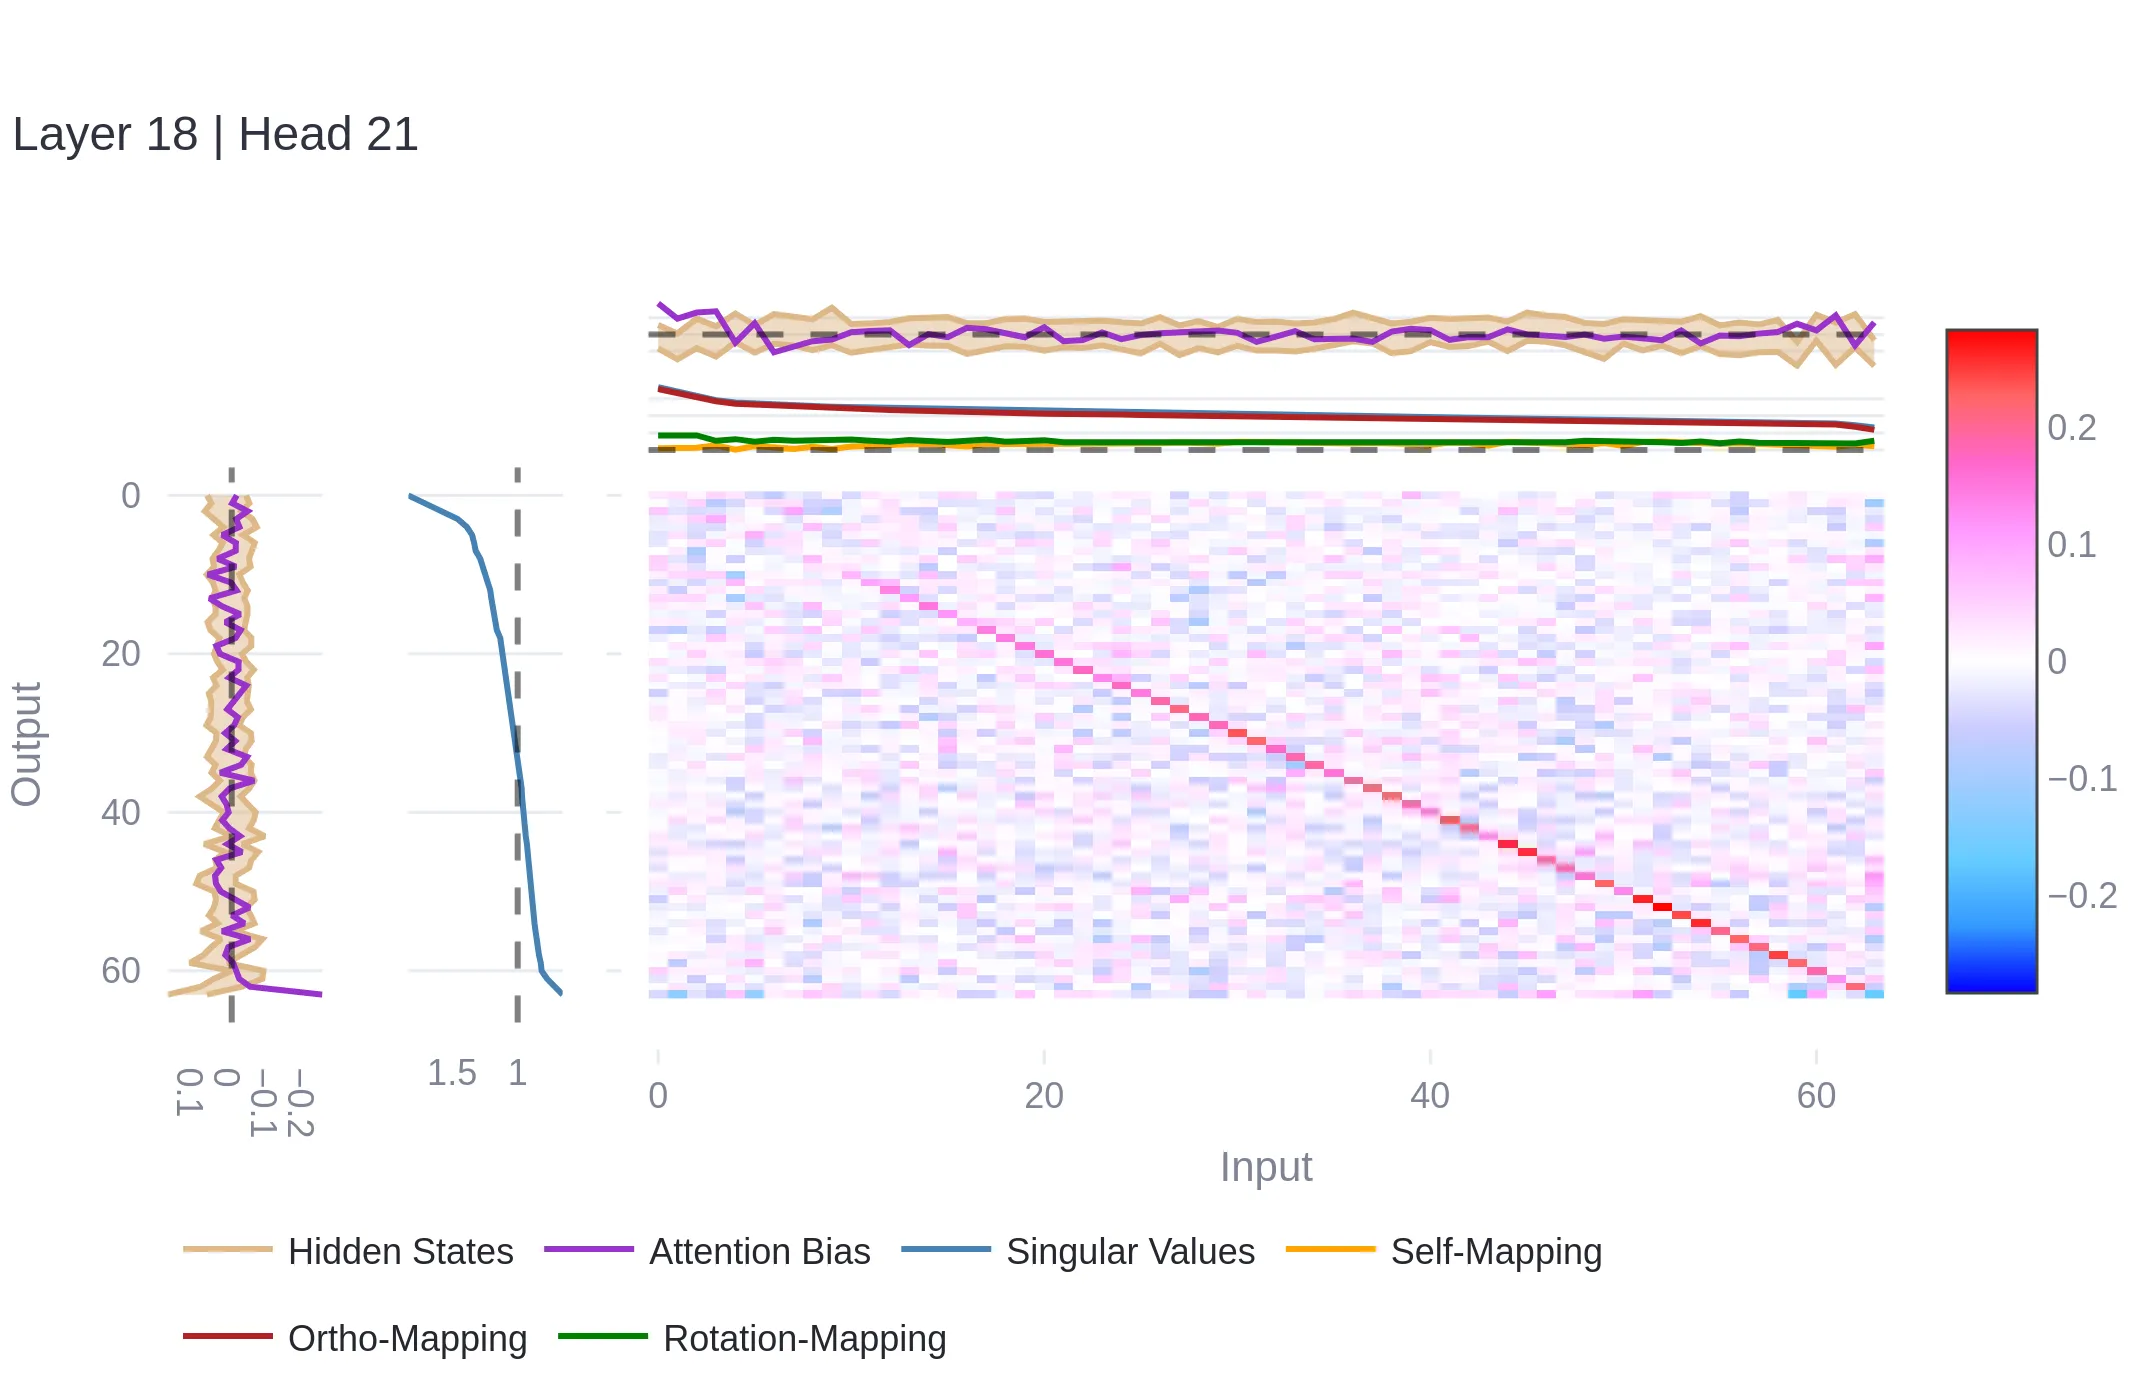 Layer 18 | Head 21
Output
0
20
40
60
0.1
0
−0.1
−0.2
1.5
1
0
20
40
60
Input
0.2
0.1
0
−0.1
−0.2
Hidden States
Attention Bias
Singular Values
Self-Mapping
Ortho-Mapping
Rotation-Mapping